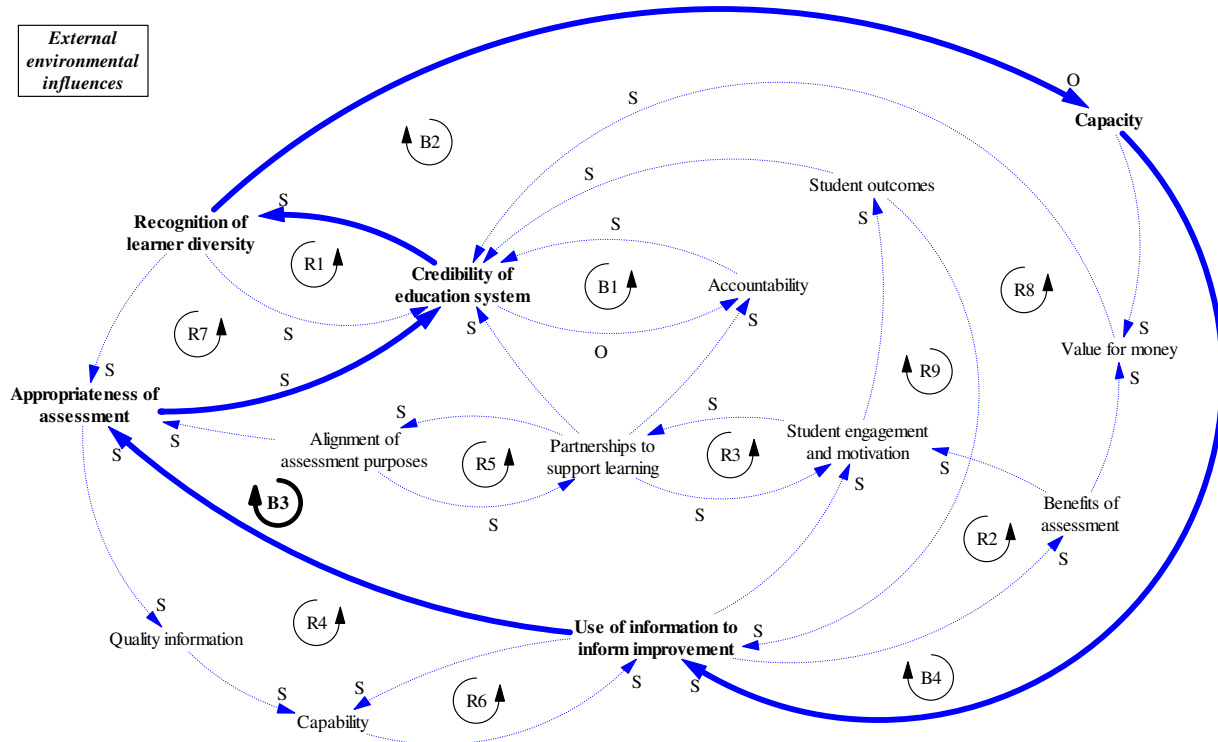 External
environmental
influences
O
S
Capacity
B2
S
Student outcomes
S
S
Recognition of
learner diversity
S
S
R1
Credibility of
education system
B1
Accountability
R8
S
S
R7
S
O
S
S
Value for money
S
S
R9
S
S
Appropriateness of
assessment
S
S
S
Alignment of
assessment purposes
R5
Partnerships to
support learning
R3
Student engagement
and motivation
S
S
S
S
B3
S
S
Benefits of
assessment
R2
S
S
R4
Quality information
Use of information to
inform improvement
S
S
S
S
S
B4
R6
Capability